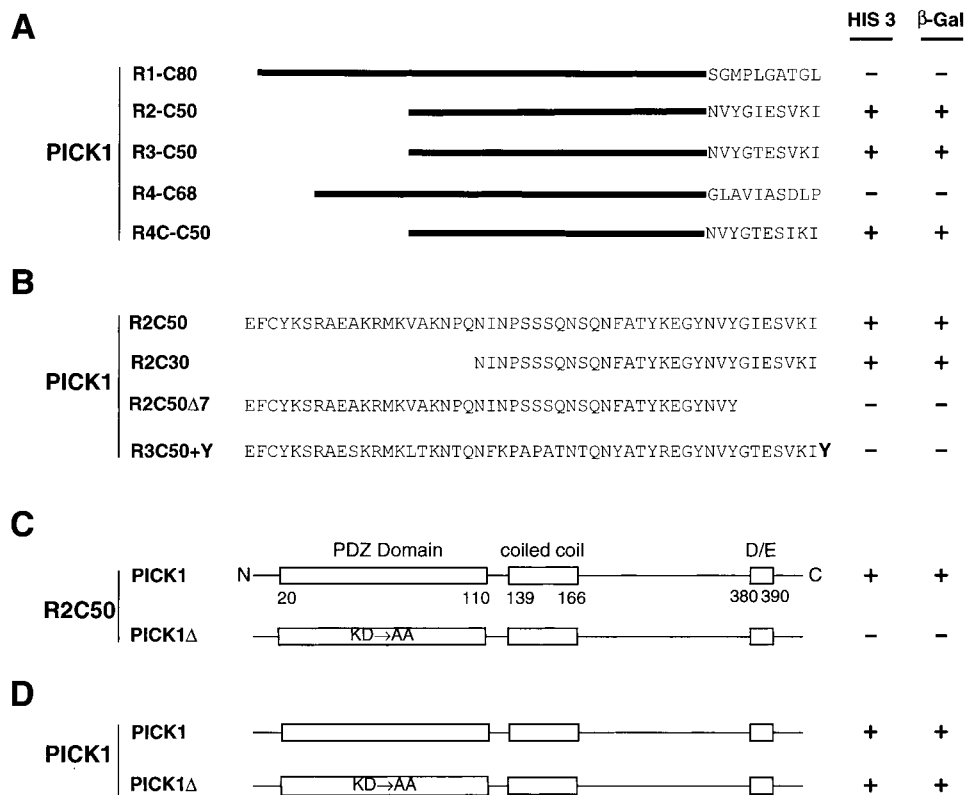 A
HIS 3 β-Gal
PICK1
R1-C80 SGMPLGATGL – –
R2-C50 NVYGIESVKI + +
R3-C50 NVYGTESVKI + +
R4-C68 GLAVIASDLP – –
R4C-C50 NVYGTESIKI + +
B
PICK1
R2C50 EFCYKSRAEAKRMKVAKNPQNINPSSSQNSQNFATYKEGYNVYGIESVKI + +
R2C30 NINPSSSQNSQNFATYKEGYNVYGIESVKI + +
R2C50Δ7 EFCYKSRAEAKRMKVAKNPQNINPSSSQNSQNFATYKEGYNVY – –
R3C50+Y EFCYKSRAESKRMKLTKNTQNFKPAPATNTQNYATYREGYNVYGTESVKIY – –
C
PDZ Domain coiled coil D/E
R2C50
PICK1 N C + +
20 110 139 166 380 390
PICK1Δ KD→AA – –
D
PICK1
PICK1 + +
PICK1Δ KD→AA + +